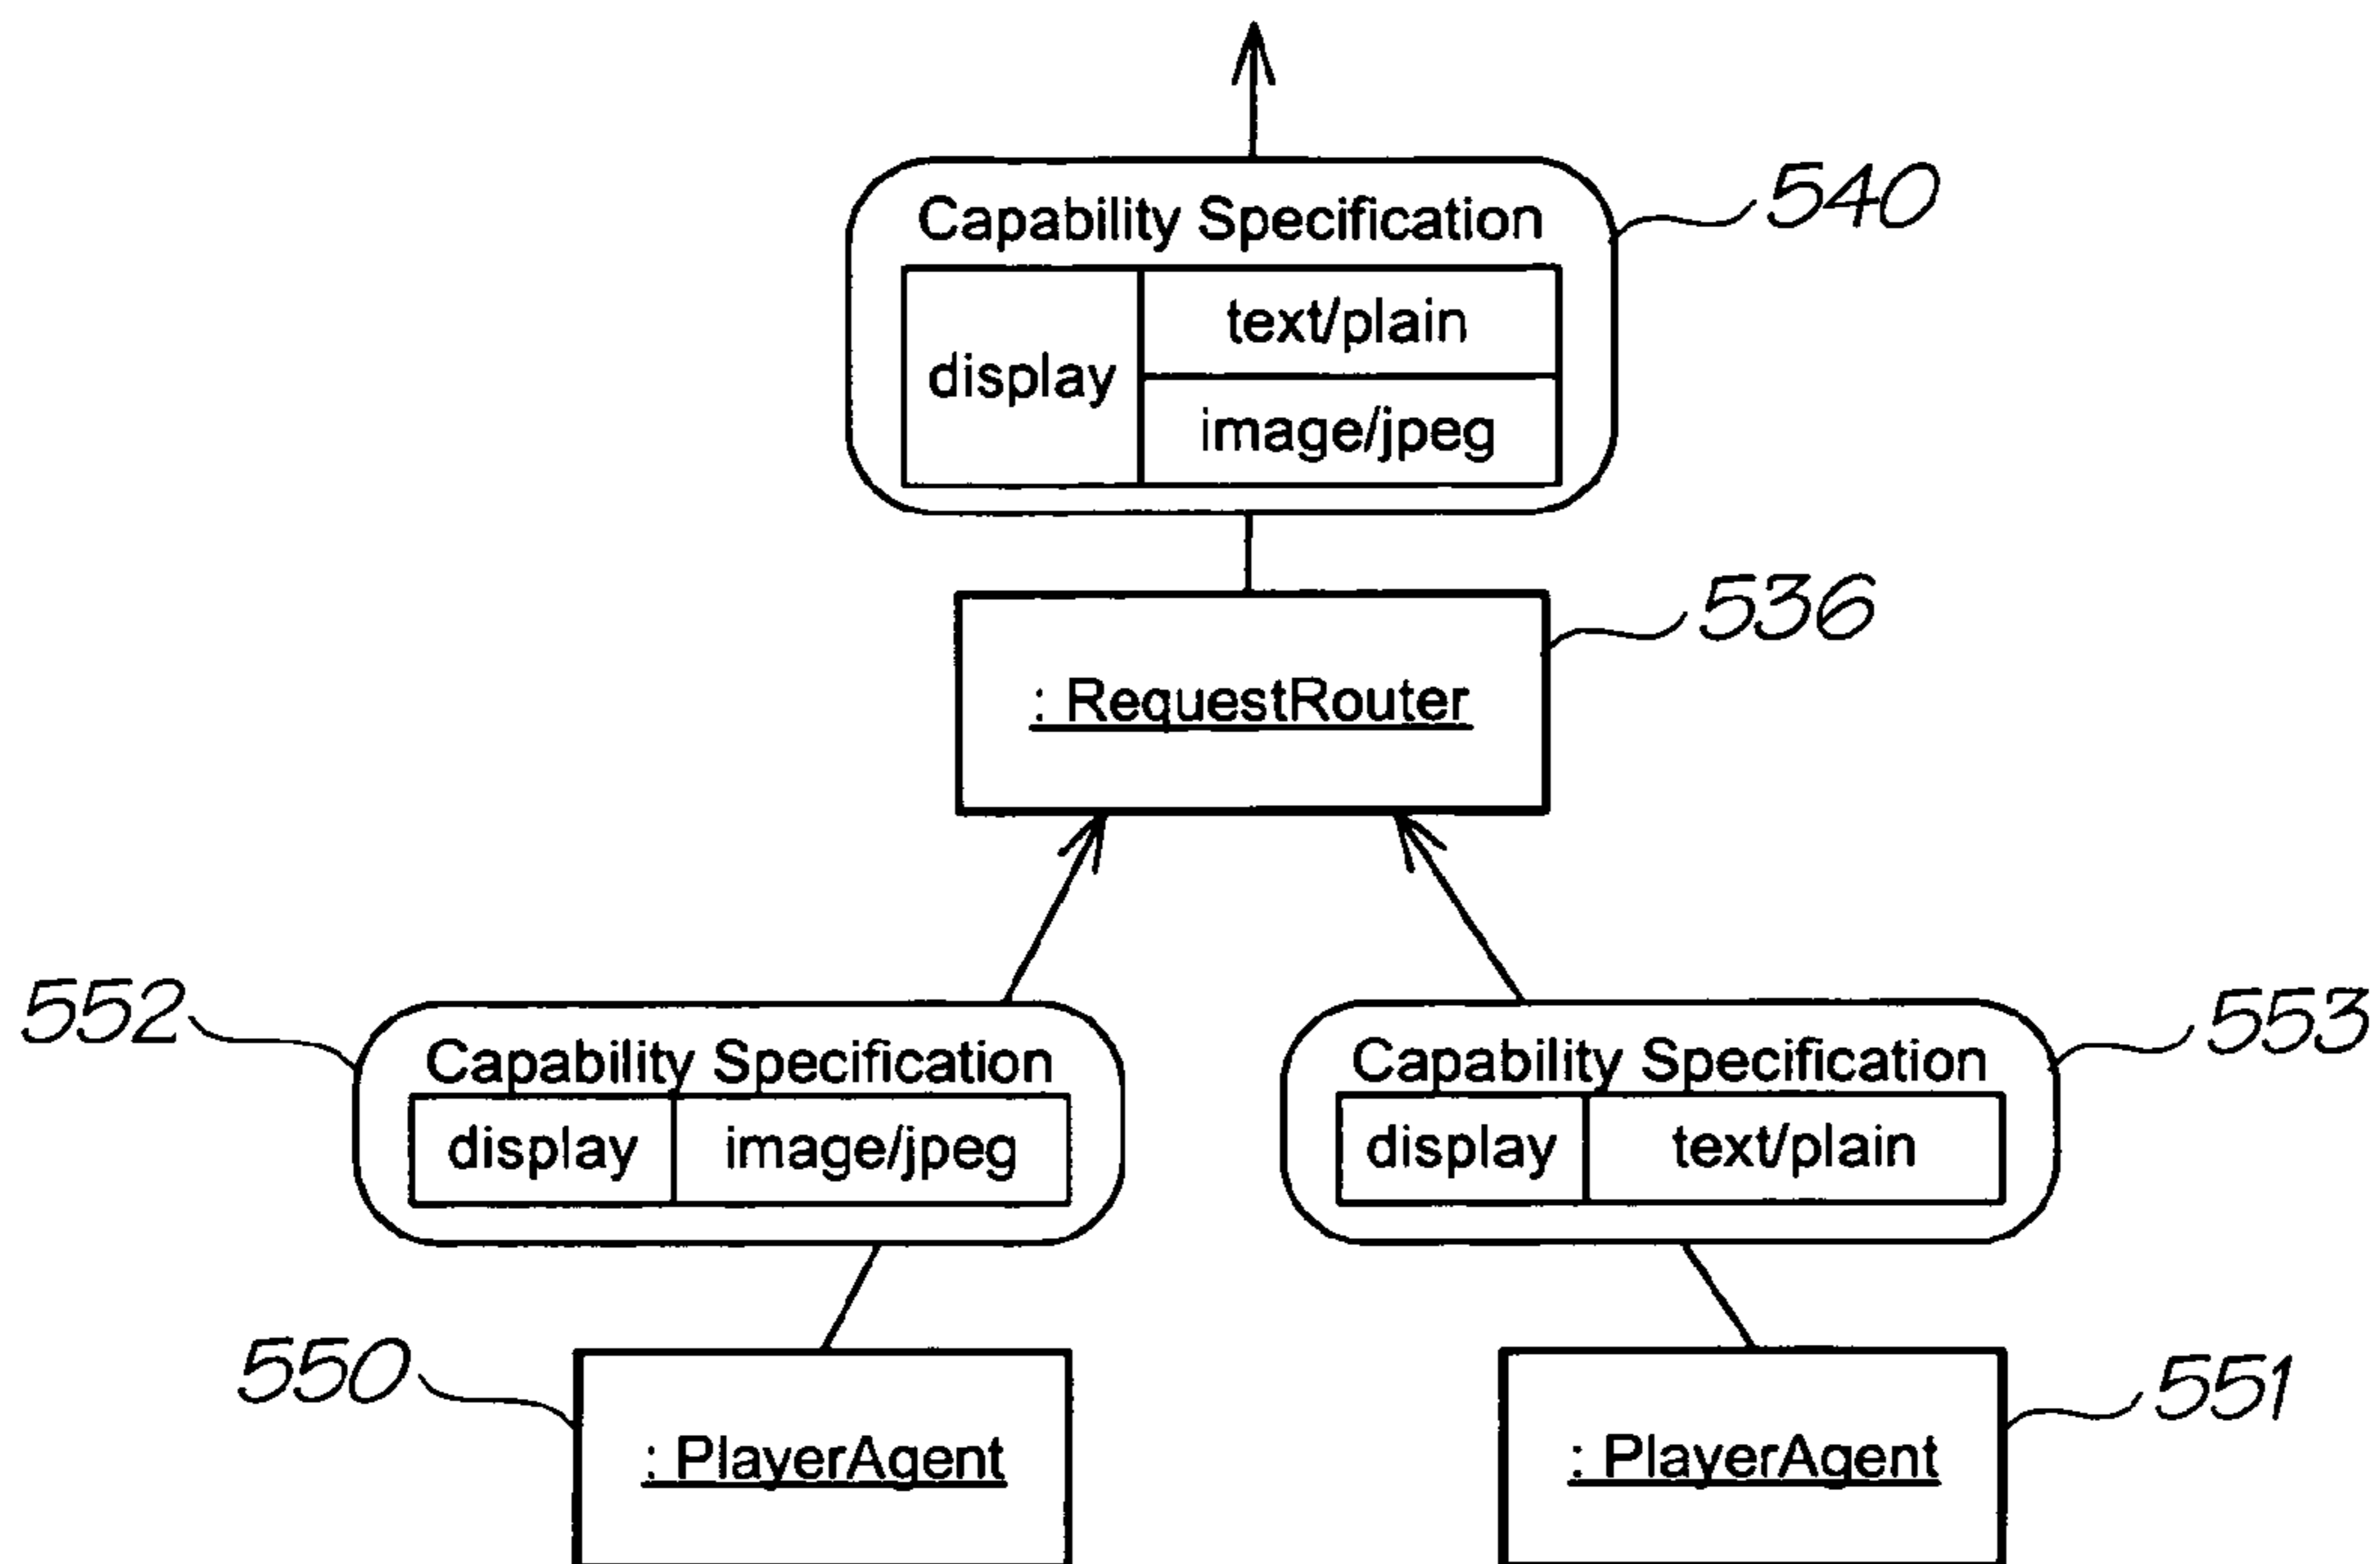 Capability Specification
540
display
text/plain
image/jpeg
536
: RequestRouter
552
553
Capability Specification
display
image/jpeg
Capability Specification
display
text/plain
550
: PlayerAgent
551
: PlayerAgent